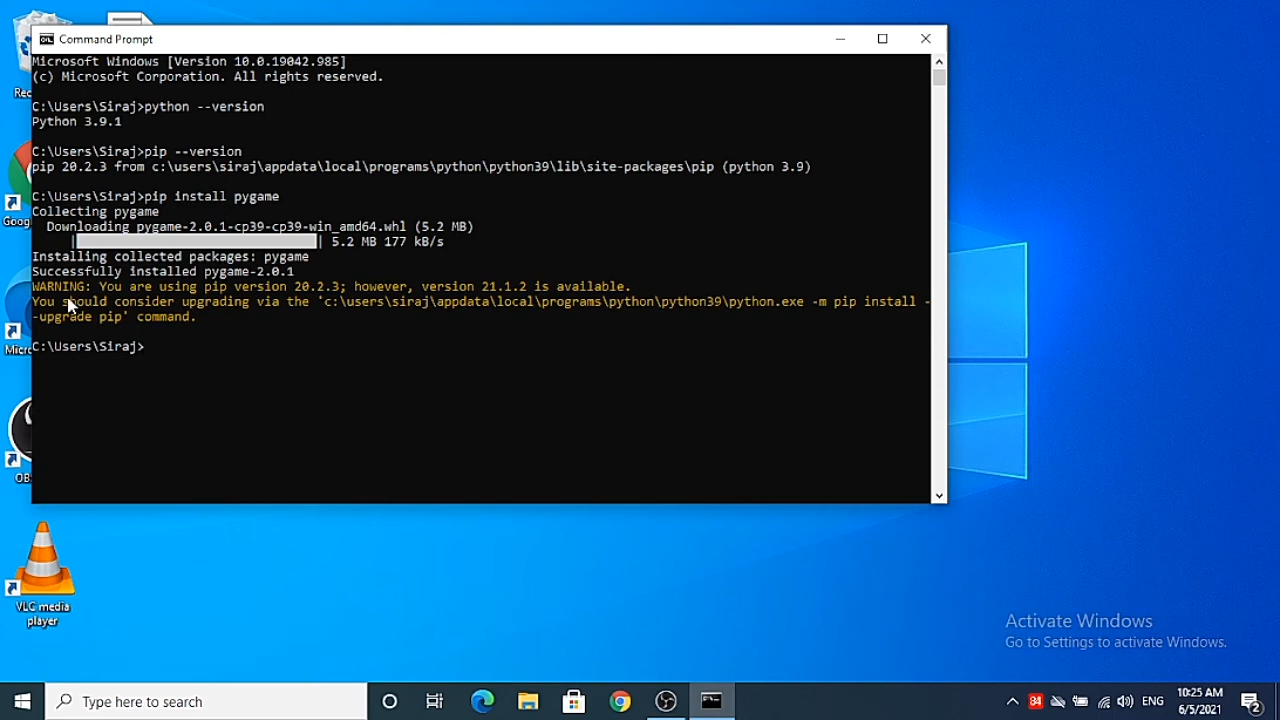 Command Prompt
Microsoft Windows [Version 10.0.19042.985]
(c) Microsoft Corporation. All rights reserved.
C:\Users\Siraj>python --version
Python 3.9.1
C:\Users\Siraj>pip --version
pip 20.2.3 from c:\users\siraj\appdata\local\programs\python\python39\lib\site-packages\pip (python 3.9)
C:\Users\Siraj>pip install pygame
Collecting pygame
Downloading pygame-2.0.1-cp39-cp39-win_amd64.whl (5.2 MB)
| | 5.2 MB 177 kB/s
Installing collected packages: pygame
Successfully installed pygame-2.0.1
WARNING: You are using pip version 20.2.3; however, version 21.1.2 is available.
You should consider upgrading via the 'c:\users\siraj\appdata\local\programs\python\python39\python.exe -m pip install -
-upgrade pip' command.
C:\Users\Siraj>
Rec
Goog
Micr
OBS
VLC media
player
Activate Windows
Go to Settings to activate Windows.
Type here to search
84
ENG
10:25 AM
6/5/2021
2